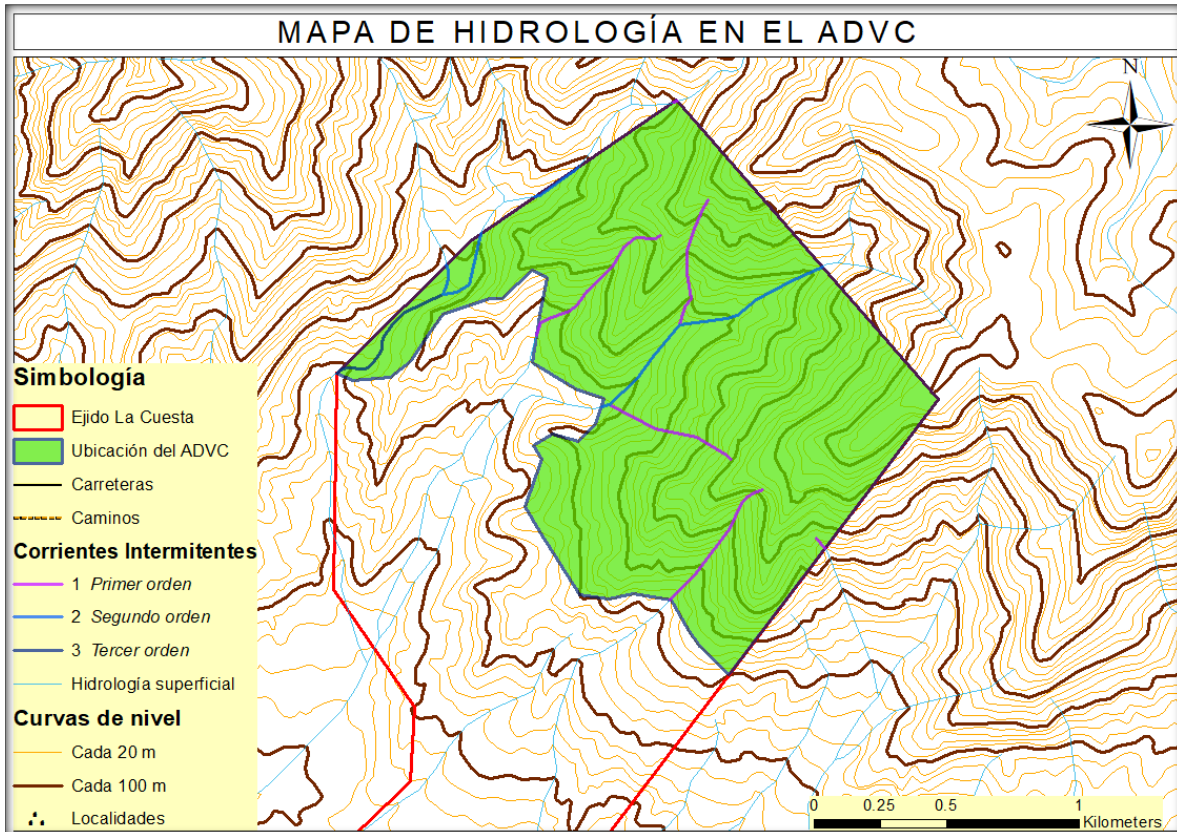 MAPA DE HIDROLOGÍA EN EL ADVC
N
Simbología
Ejido La Cuesta
Ubicación del ADVC
Carreteras
Caminos
Corrientes Intermitentes
1 Primer orden
2 Segundo orden
3 Tercer orden
Hidrología superficial
Curvas de nivel
Cada 20 m
Cada 100 m
Localidades
0 0.25 0.5 1
Kilometers